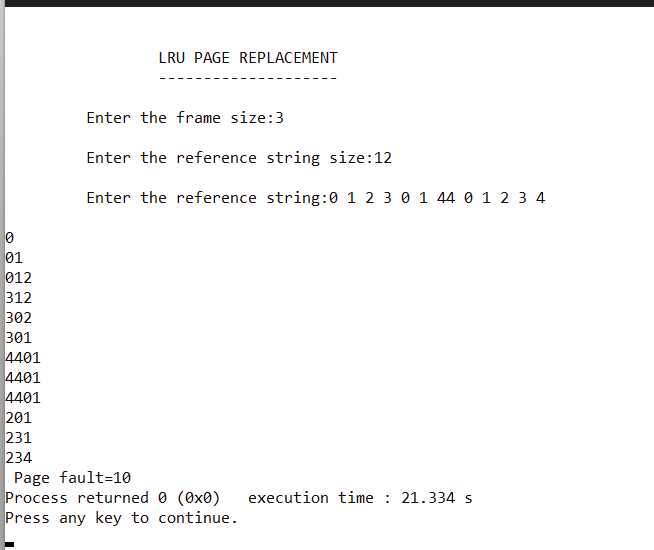 LRU PAGE REPLACEMENT
--------------------
Enter the frame size:3
Enter the reference string size:12
Enter the reference string:0 1 2 3 0 1 44 0 1 2 3 4
0
01
012
312
302
301
4401
4401
4401
201
231
234
Page fault=10
Process returned 0 (0x0)   execution time : 21.334 s
Press any key to continue.